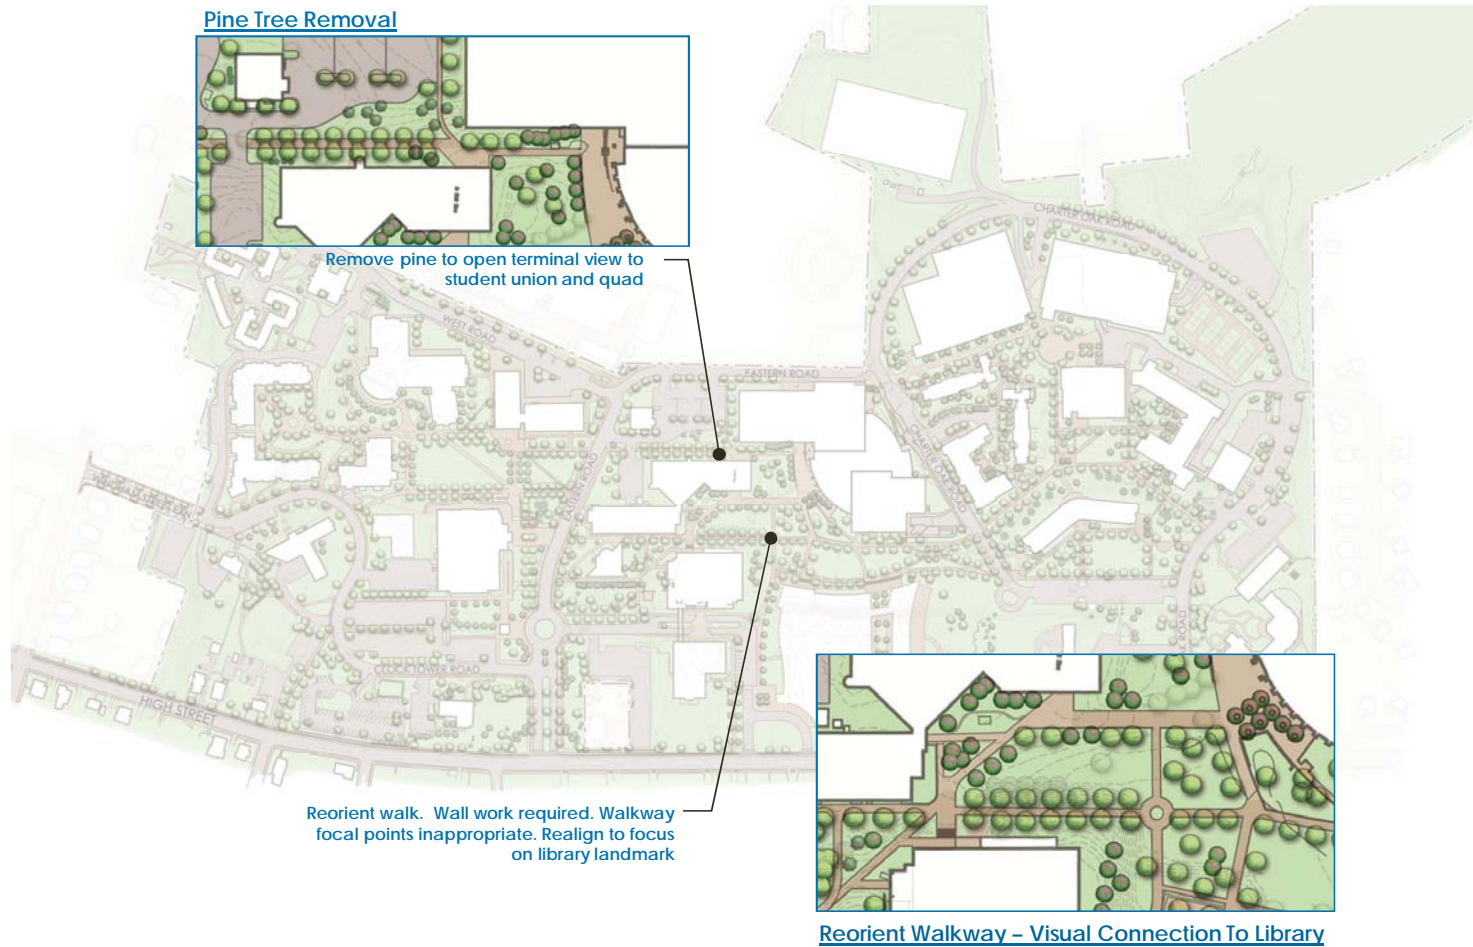 Pine Tree Removal
Remove pine to open terminal view to
student union and quad
CHARTER OAK ROAD
WEST ROAD
EASTERN ROAD
CHARTER OAK ROAD
EASTERN ROAD
CLOCKTOWER ROAD
HIGH STREET
OAK ROAD
Reorient walk. Wall work required. Walkway
focal points inappropriate. Realign to focus
on library landmark
Reorient Walkway – Visual Connection To Library